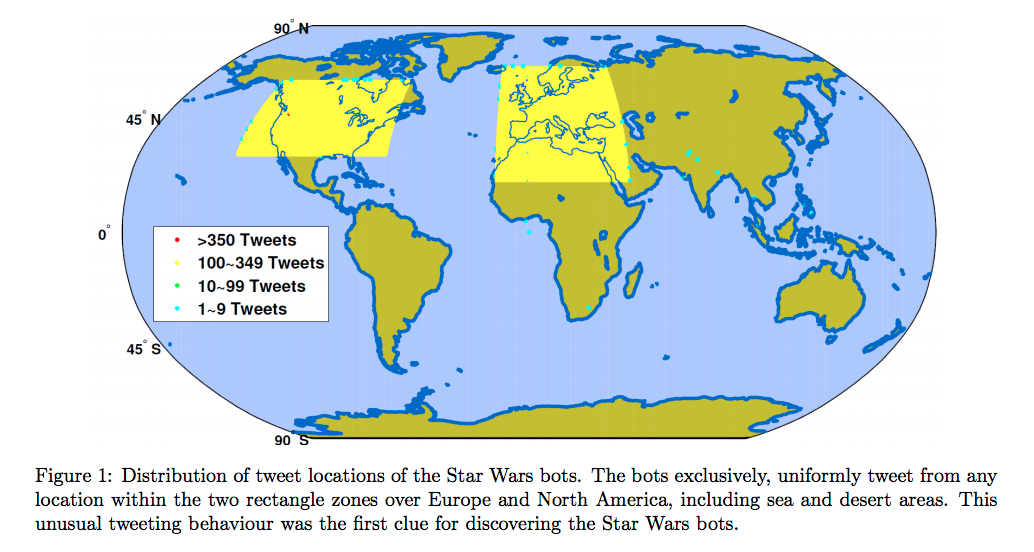 90° N
45° N
0°
>350 Tweets
100~349 Tweets
10~99 Tweets
1~9 Tweets
45° S
90° S
Figure 1: Distribution of tweet locations of the Star Wars bots. The bots exclusively, uniformly tweet from any
location within the two rectangle zones over Europe and North America, including sea and desert areas. This
unusual tweeting behaviour was the first clue for discovering the Star Wars bots.